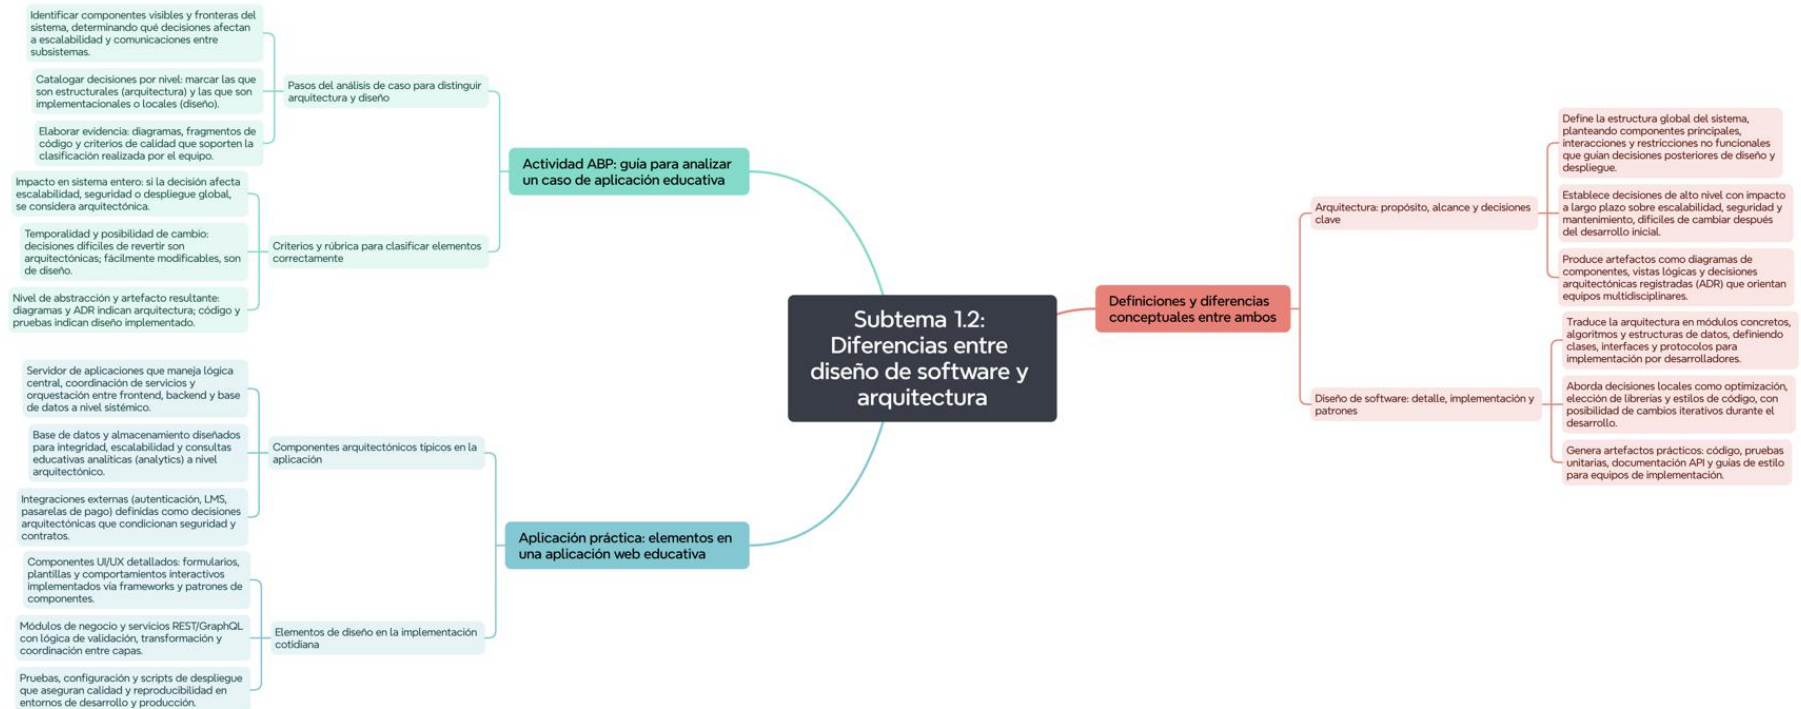 Subtema 1.2:
Diferencias entre
diseño de software y
arquitectura
Definiciones y diferencias
conceptuales entre ambos
Arquitectura: propósito, alcance y decisiones
clave
Define la estructura global del sistema,
planteando componentes principales,
interacciones y restricciones no funcionales
que guían decisiones posteriores de diseño y
despliegue.
Establece decisiones de alto nivel con impacto
a largo plazo sobre escalabilidad, seguridad y
mantenimiento, difíciles de cambiar después
del desarrollo inicial.
Produce artefactos como diagramas de
componentes, vistas lógicas y decisiones
arquitectónicas registradas (ADR) que orientan
equipos multidisciplinares.
Diseño de software: detalle, implementación y
patrones
Traduce la arquitectura en módulos concretos,
algoritmos y estructuras de datos, definiendo
clases, interfaces y protocolos para
implementación por desarrolladores.
Aborda decisiones locales como optimización,
elección de librerías y estilos de código, con
posibilidad de cambios iterativos durante el
desarrollo.
Genera artefactos prácticos: código, pruebas
unitarias, documentación API y guías de estilo
para equipos de implementación.
Actividad ABP: guía para analizar
un caso de aplicación educativa
Pasos del análisis de caso para distinguir
arquitectura y diseño
Identificar componentes visibles y fronteras del
sistema, determinando qué decisiones afectan
a escalabilidad y comunicaciones entre
subsistemas.
Catalogar decisiones por nivel: marcar las que
son estructurales (arquitectura) y las que son
implementacionales o locales (diseño).
Elaborar evidencia: diagramas, fragmentos de
código y criterios de calidad que soporten la
clasificación realizada por el equipo.
Criterios y rúbrica para clasificar elementos
correctamente
Impacto en sistema entero: si la decisión afecta
escalabilidad, seguridad o despliegue global,
se considera arquitectónica.
Temporalidad y posibilidad de cambio:
decisiones difíciles de revertir son
arquitectónicas; fácilmente modificables, son
de diseño.
Nivel de abstracción y artefacto resultante:
diagramas y ADR indican arquitectura; código y
pruebas indican diseño implementado.
Aplicación práctica: elementos en
una aplicación web educativa
Componentes arquitectónicos típicos en la
aplicación
Servidor de aplicaciones que maneja lógica
central, coordinación de servicios y
orquestación entre frontend, backend y base
de datos a nivel sistémico.
Base de datos y almacenamiento diseñados
para integridad, escalabilidad y consultas
educativas analíticas (analytics) a nivel
arquitectónico.
Integraciones externas (autenticación, LMS,
pasarelas de pago) definidas como decisiones
arquitectónicas que condicionan seguridad y
contratos.
Elementos de diseño en la implementación
cotidiana
Componentes UI/UX detallados: formularios,
plantillas y comportamientos interactivos
implementados vía frameworks y patrones de
componentes.
Módulos de negocio y servicios REST/GraphQL
con lógica de validación, transformación y
coordinación entre capas.
Pruebas, configuración y scripts de despliegue
que aseguran calidad y reproducibilidad en
entornos de desarrollo y producción.